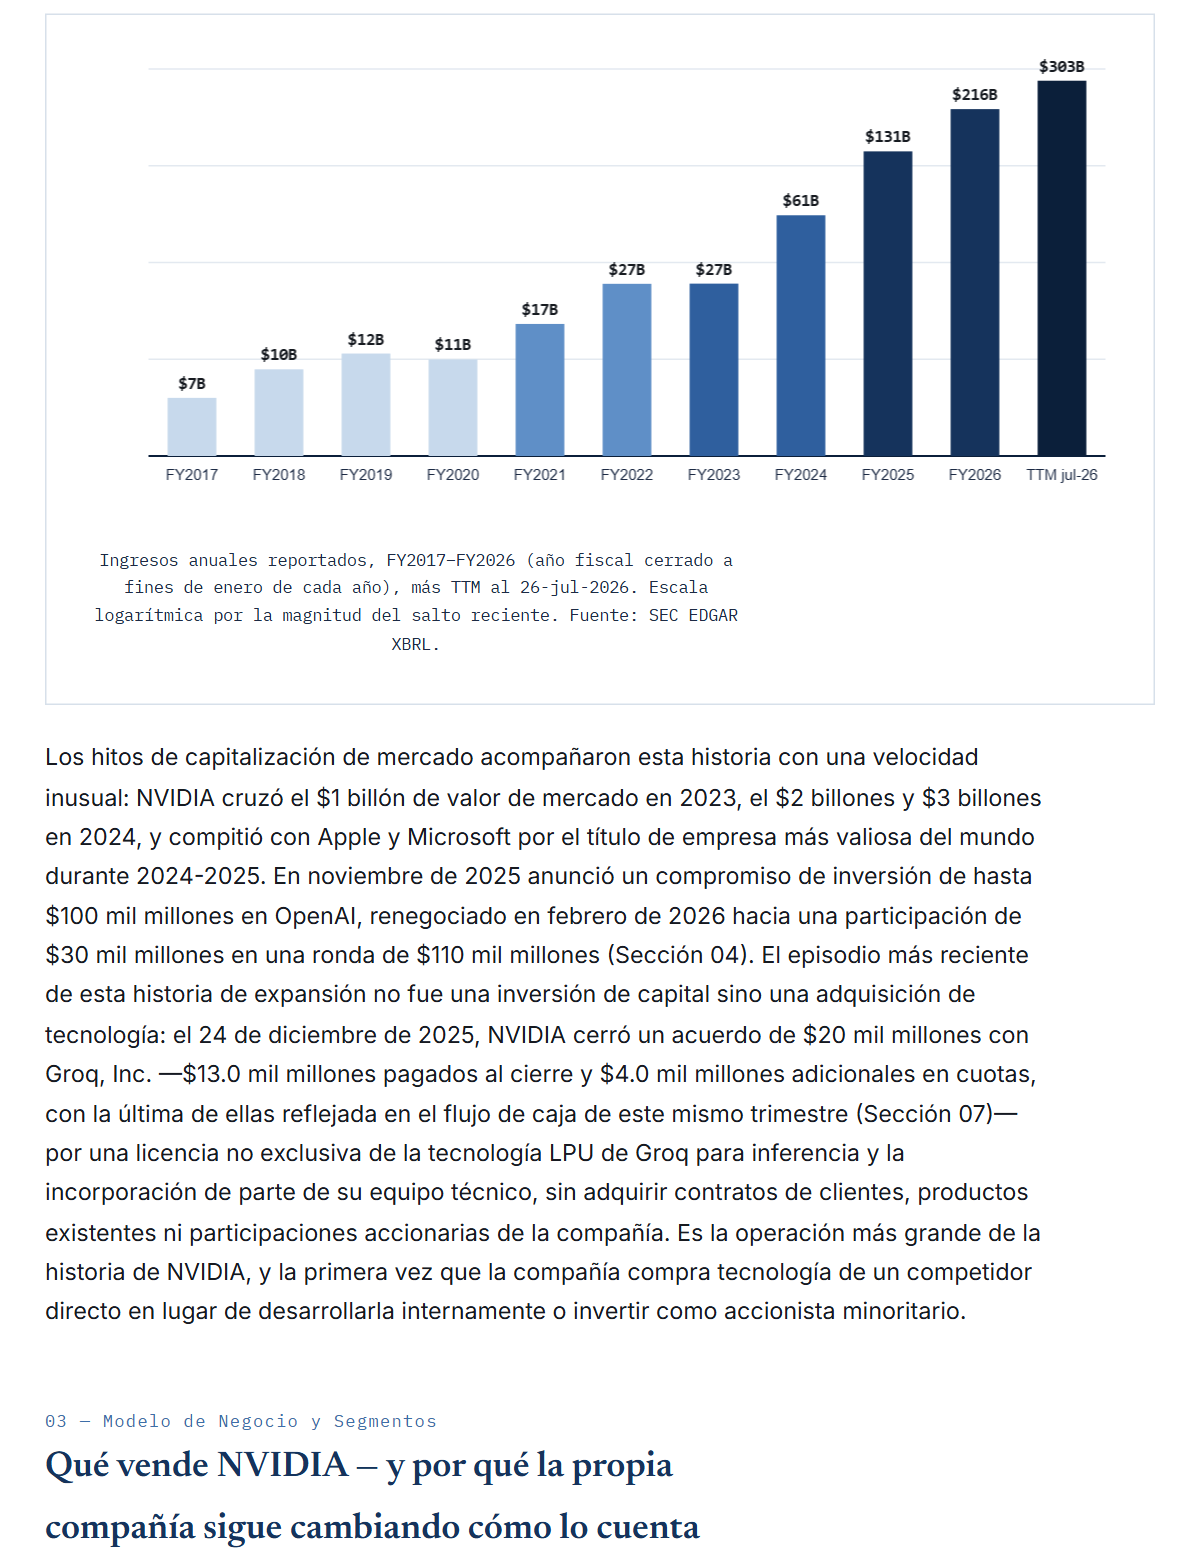 $303B
$216B
$131B
$61B
$27B
$27B
$17B
$12B
$11B
$10B
$7B
FY2017 FY2018 FY2019 FY2020 FY2021 FY2022 FY2023 FY2024 FY2025 FY2026 TTM jul-26
Ingresos anuales reportados, FY2017–FY2026 (año fiscal cerrado a
fines de enero de cada año), más TTM al 26-jul-2026. Escala
logarítmica por la magnitud del salto reciente. Fuente: SEC EDGAR
XBRL.
Los hitos de capitalización de mercado acompañaron esta historia con una velocidad
inusual: NVIDIA cruzó el $1 billón de valor de mercado en 2023, el $2 billones y $3 billones
en 2024, y compitió con Apple y Microsoft por el título de empresa más valiosa del mundo
durante 2024-2025. En noviembre de 2025 anunció un compromiso de inversión de hasta
$100 mil millones en OpenAI, renegociado en febrero de 2026 hacia una participación de
$30 mil millones en una ronda de $110 mil millones (Sección 04). El episodio más reciente
de esta historia de expansión no fue una inversión de capital sino una adquisición de
tecnología: el 24 de diciembre de 2025, NVIDIA cerró un acuerdo de $20 mil millones con
Groq, Inc. —$13.0 mil millones pagados al cierre y $4.0 mil millones adicionales en cuotas,
con la última de ellas reflejada en el flujo de caja de este mismo trimestre (Sección 07)—
por una licencia no exclusiva de la tecnología LPU de Groq para inferencia y la
incorporación de parte de su equipo técnico, sin adquirir contratos de clientes, productos
existentes ni participaciones accionarias de la compañía. Es la operación más grande de la
historia de NVIDIA, y la primera vez que la compañía compra tecnología de un competidor
directo en lugar de desarrollarla internamente o invertir como accionista minoritario.
03 — Modelo de Negocio y Segmentos
Qué vende NVIDIA — y por qué la propia
compañía sigue cambiando cómo lo cuenta